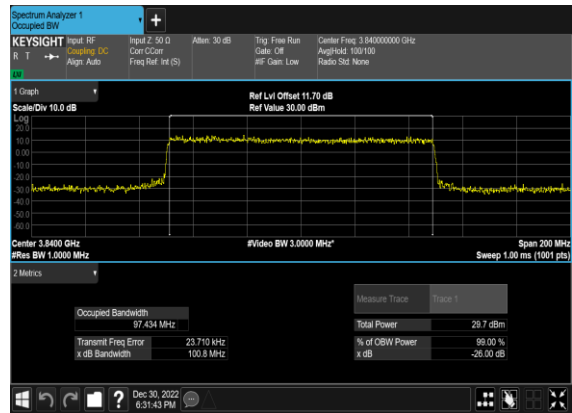 Spectrum Analyzer 1
Occupied BW
+
KEYSIGHT Input: RF Input Z: 50 Ω Atten: 30 dB Trig: Free Run Center Freq: 3.840000000 GHz
R T Coupling: DC Corr CCorr Gate: Off Avg|Hold: 100/100
Align: Auto Freq Ref: Int (S) #IF Gain: Low Radio Std: None
1 Graph
Ref Lvl Offset 11.70 dB
Scale/Div 10.0 dB Ref Value 30.00 dBm
Log
20.0
10.0
0.00
-10.0
-20.0
-30.0
-40.0
-50.0
-60.0
Center 3.8400 GHz #Video BW 3.0000 MHz* Span 200 MHz
#Res BW 1.0000 MHz Sweep 1.00 ms (1001 pts)
2 Metrics
Measure Trace Trace 1
Occupied Bandwidth
97.434 MHz Total Power 29.7 dBm
Transmit Freq Error 23.710 kHz % of OBW Power 99.00 %
x dB Bandwidth 100.8 MHz x dB -26.00 dB
? Dec 30, 2022
6:31:43 PM